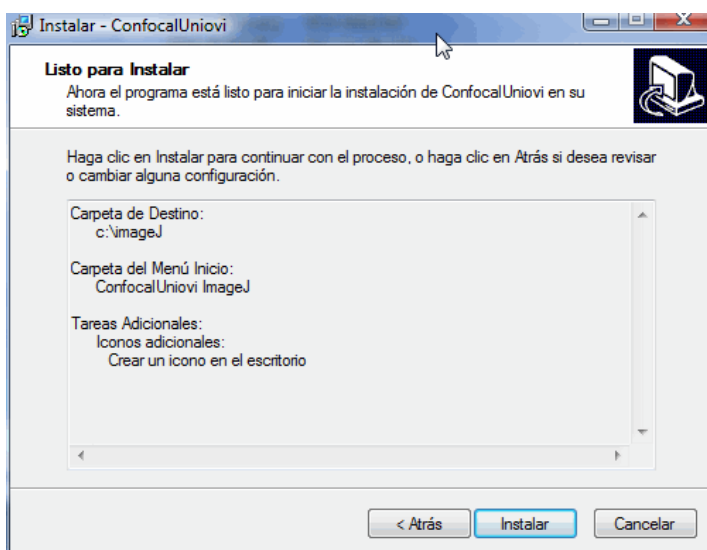 Instalar - ConfocalUniovi
Listo para Instalar
Ahora el programa está listo para iniciar la instalación de ConfocalUniovi en su
sistema.
Haga clic en Instalar para continuar con el proceso, o haga clic en Atrás si desea revisar
o cambiar alguna configuración.
Carpeta de Destino:
c:\imageJ
Carpeta del Menú Inicio:
ConfocalUniovi ImageJ
Tareas Adicionales:
Iconos adicionales:
Crear un icono en el escritorio
< Atrás Instalar Cancelar